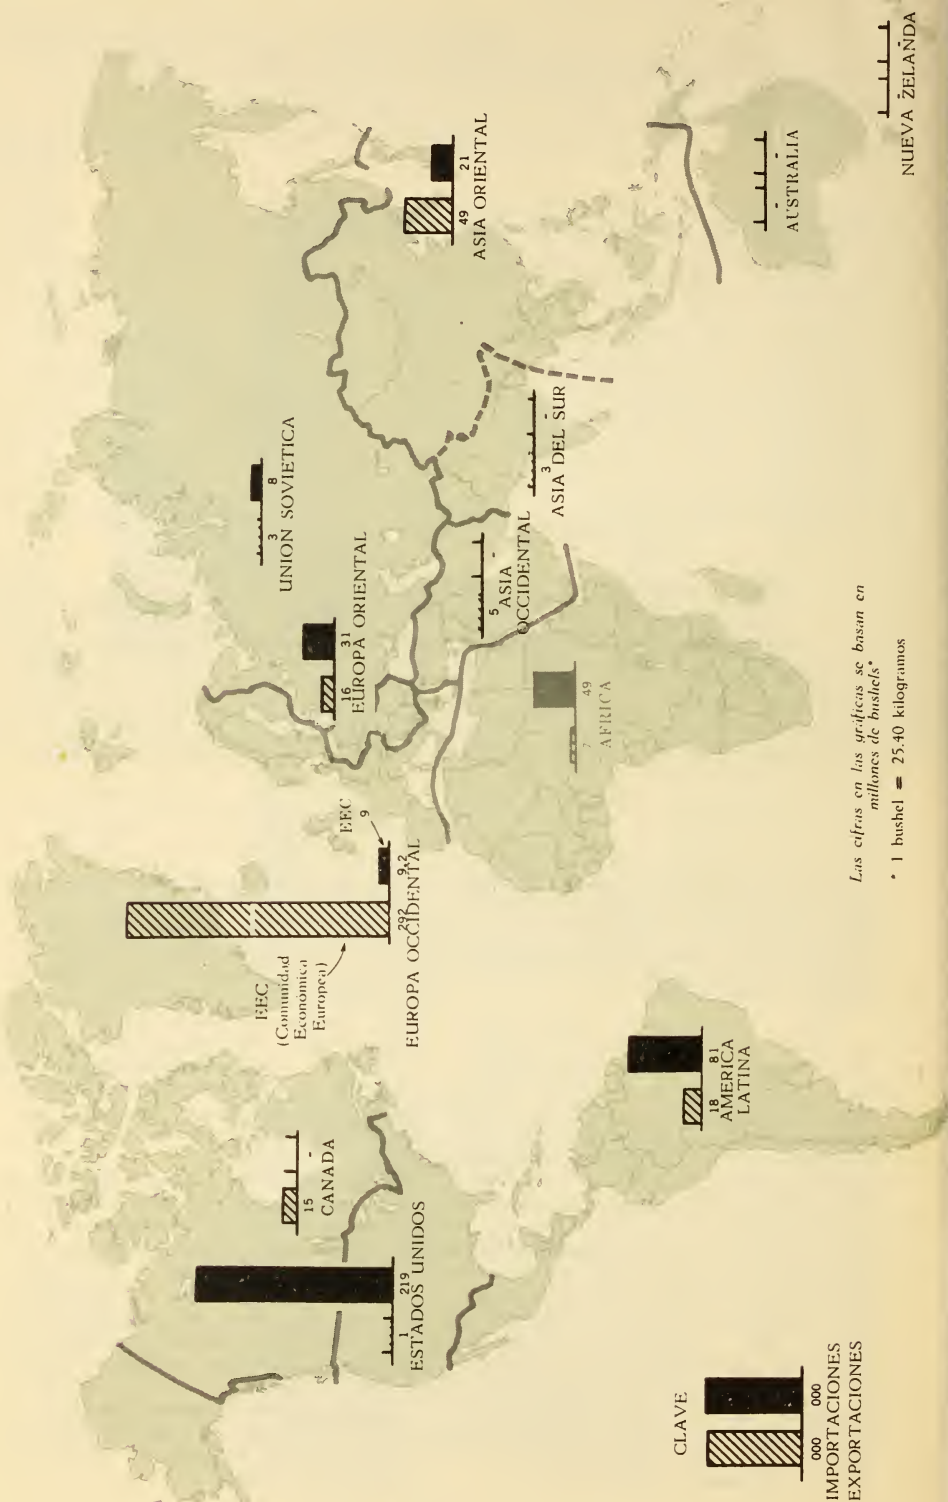 CLAVE
000 000
IMPORTACIONES
EXPORTACIONES
1 219
ESTADOS UNIDOS
15 -
CANADA
EEC
(Comunidad
Económica
Europea)
EEC
9
292 9.2
EUROPA OCCIDENTAL
16 31
EUROPA ORIENTAL
3 8
UNION SOVIETICA
49 21
ASIA ORIENTAL
5 -
ASIA
OCCIDENTAL
3 -
ASIA DEL SUR
49
AFRICA
18 81
AMERICA
LATINA
- -
AUSTRALIA
- -
NUEVA ZELANDA
Las cifras en las gráficas se basan en
millones de bushels*
* 1 bushel = 25.40 kilogramos